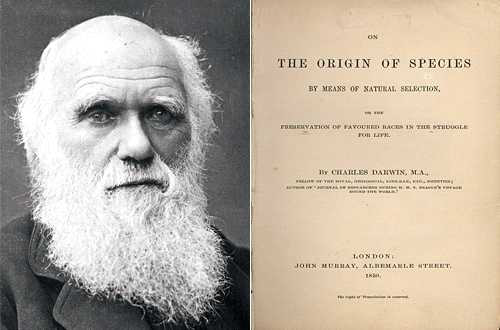 ON
THE ORIGIN OF SPECIES
BY MEANS OF NATURAL SELECTION,
OR THE
PRESERVATION OF FAVOURED RACES IN THE STRUGGLE
FOR LIFE.
By CHARLES DARWIN, M.A.,
FELLOW OF THE ROYAL, GEOLOGICAL, LINNÆAN, ETC., SOCIETIES;
AUTHOR OF 'JOURNAL OF RESEARCHES DURING H. M. S. BEAGLE'S VOYAGE
ROUND THE WORLD.'
LONDON:
JOHN MURRAY, ALBEMARLE STREET.
1859.
The right of Translation is reserved.